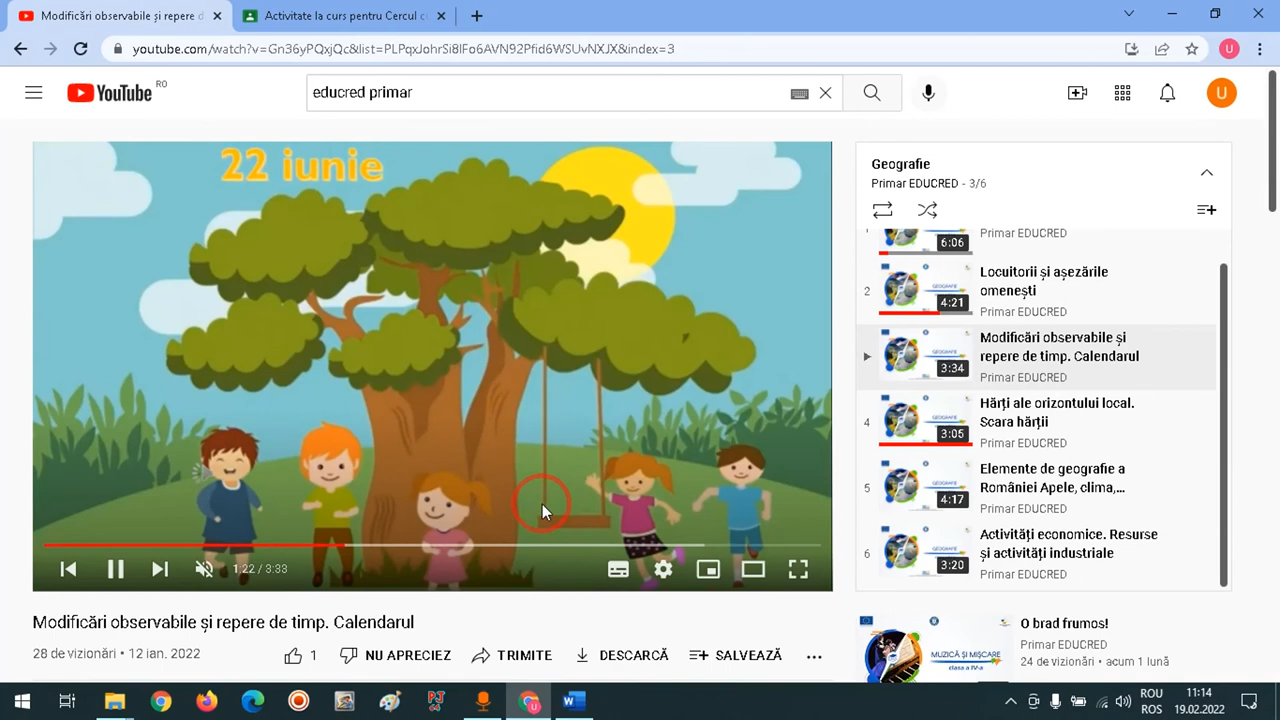 Modificări observabile și repere d
Activitate la curs pentru Cercul c
youtube.com/watch?v=Gn36yPQxjQc&list=PLPqxJohrSi8IFo6AVN92Pfid6WSUvNXJX&index=3
U
YouTube RO
educred primar
U
22 iunie
1:22 / 3:33
Modificări observabile și repere de timp. Calendarul
28 de vizionări • 12 ian. 2022
1
NU APRECIEZ
TRIMITE
DESCARCĂ
SALVEAZĂ
Geografie
Primar EDUCRED - 3/6
6:06
Primar EDUCRED
2
4:21
Locuitorii și așezările
omenești
Primar EDUCRED
3:34
Modificări observabile și
repere de timp. Calendarul
Primar EDUCRED
4
3:05
Hărți ale orizontului local.
Scara hărții
Primar EDUCRED
5
4:17
Elemente de geografie a
României Apele, clima,...
Primar EDUCRED
6
3:20
Activități economice. Resurse
și activități industriale
Primar EDUCRED
MUZICĂ ȘI MIȘCARE
clasa a IV-a
O brad frumos!
Primar EDUCRED
24 de vizionări • acum 1 lună
ROU
ROS
11:14
19.02.2022